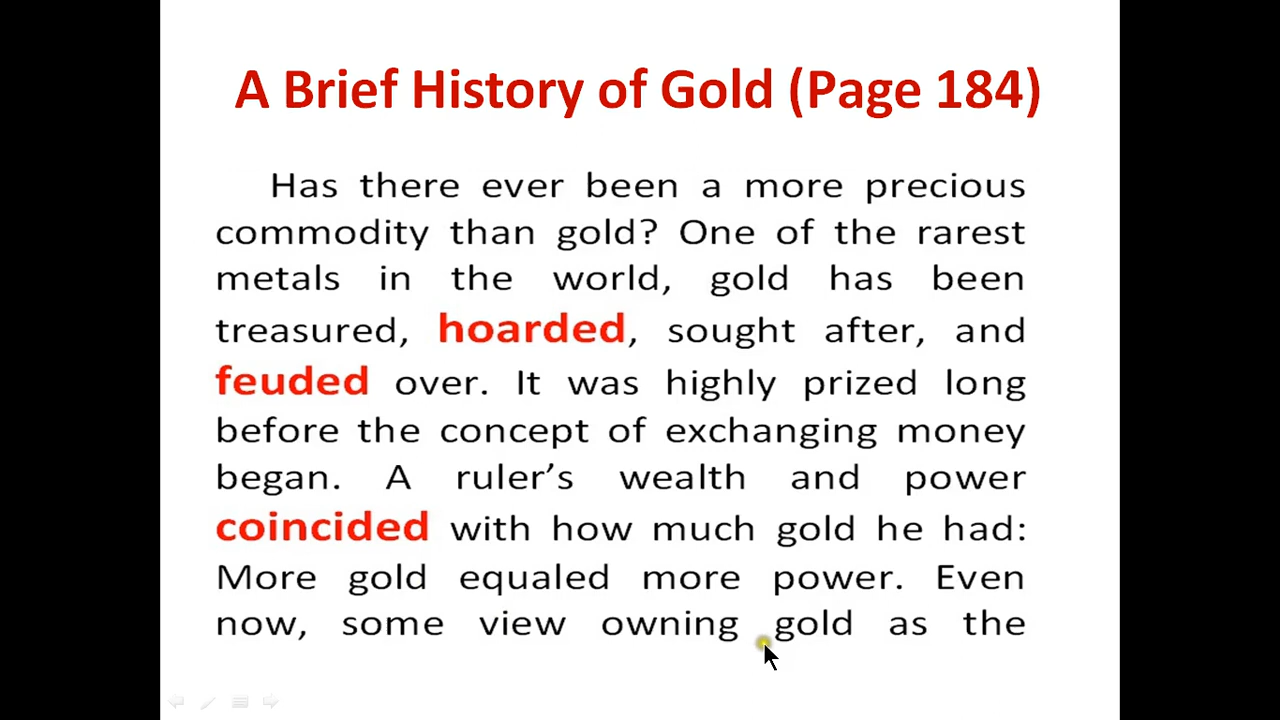 A Brief History of Gold (Page 184)
Has there ever been a more precious
commodity than gold? One of the rarest
metals in the world, gold has been
treasured, hoarded, sought after, and
feuded over. It was highly prized long
before the concept of exchanging money
began. A ruler’s wealth and power
coincided with how much gold he had:
More gold equaled more power. Even
now, some view owning gold as the